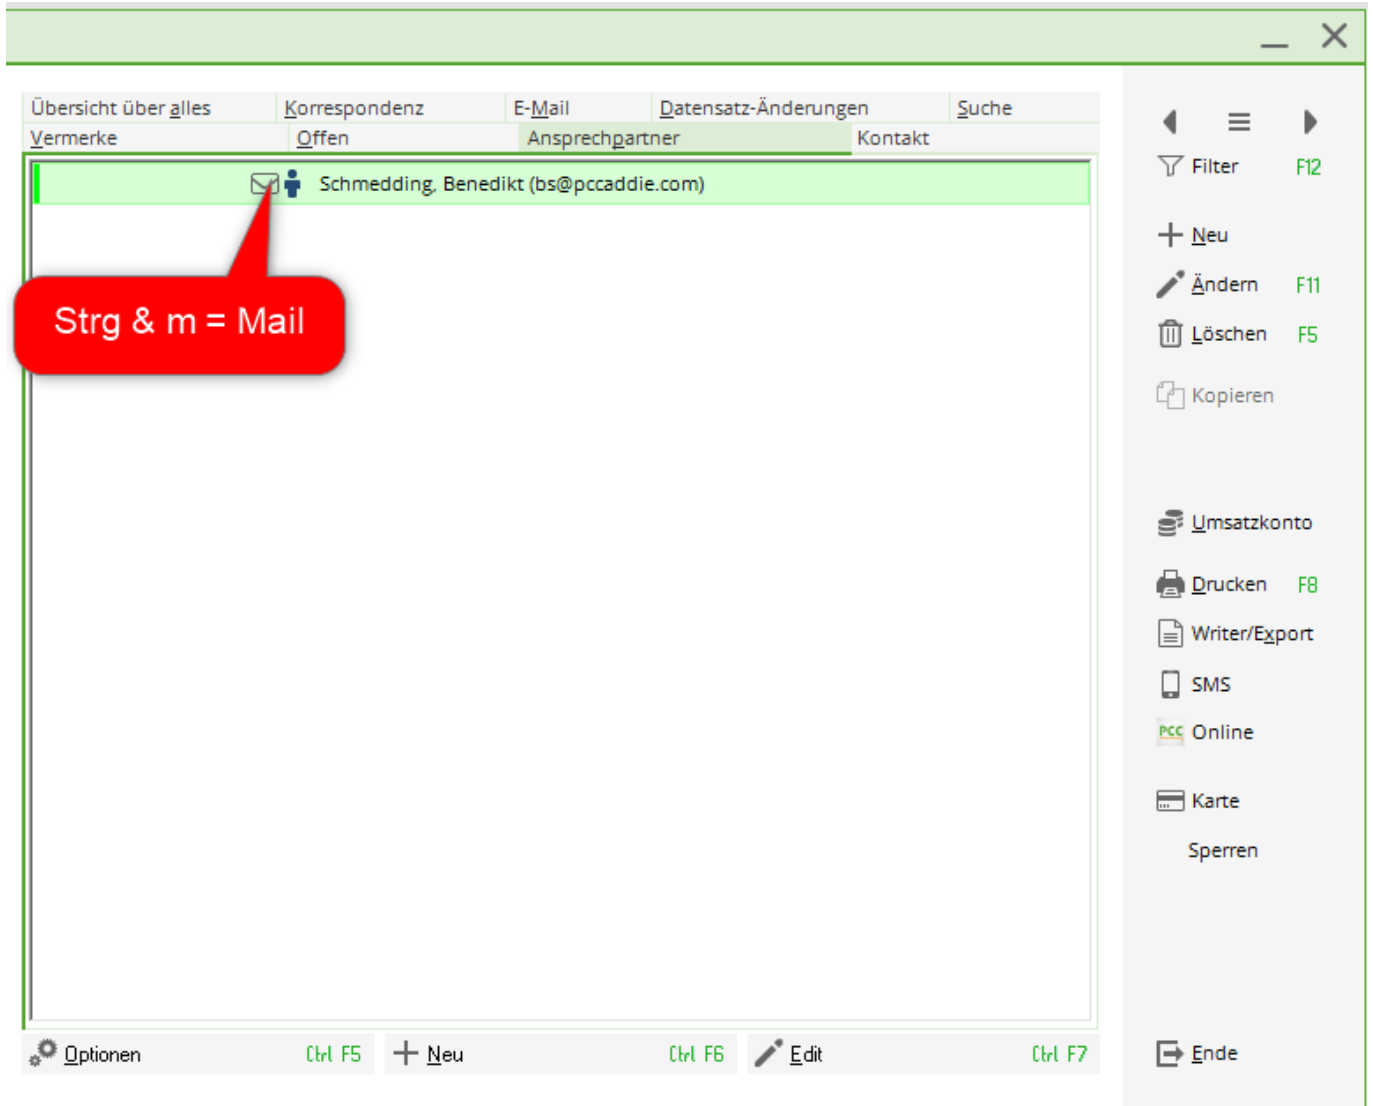 Übersicht über alles Korrespondenz E-Mail Datensatz-Änderungen Suche
Vermerke Offen Ansprechpartner Kontakt
Schmedding, Benedikt (bs@pccaddie.com)
Strg & m = Mail
Optionen Ctrl F5 Neu Ctrl F6 Edit Ctrl F7
Filter F12
Neu
Ändern F11
Löschen F5
Kopieren
Umsatzkonto
Drucken F8
Writer/Export
SMS
PCC Online
Karte
Sperren
Ende